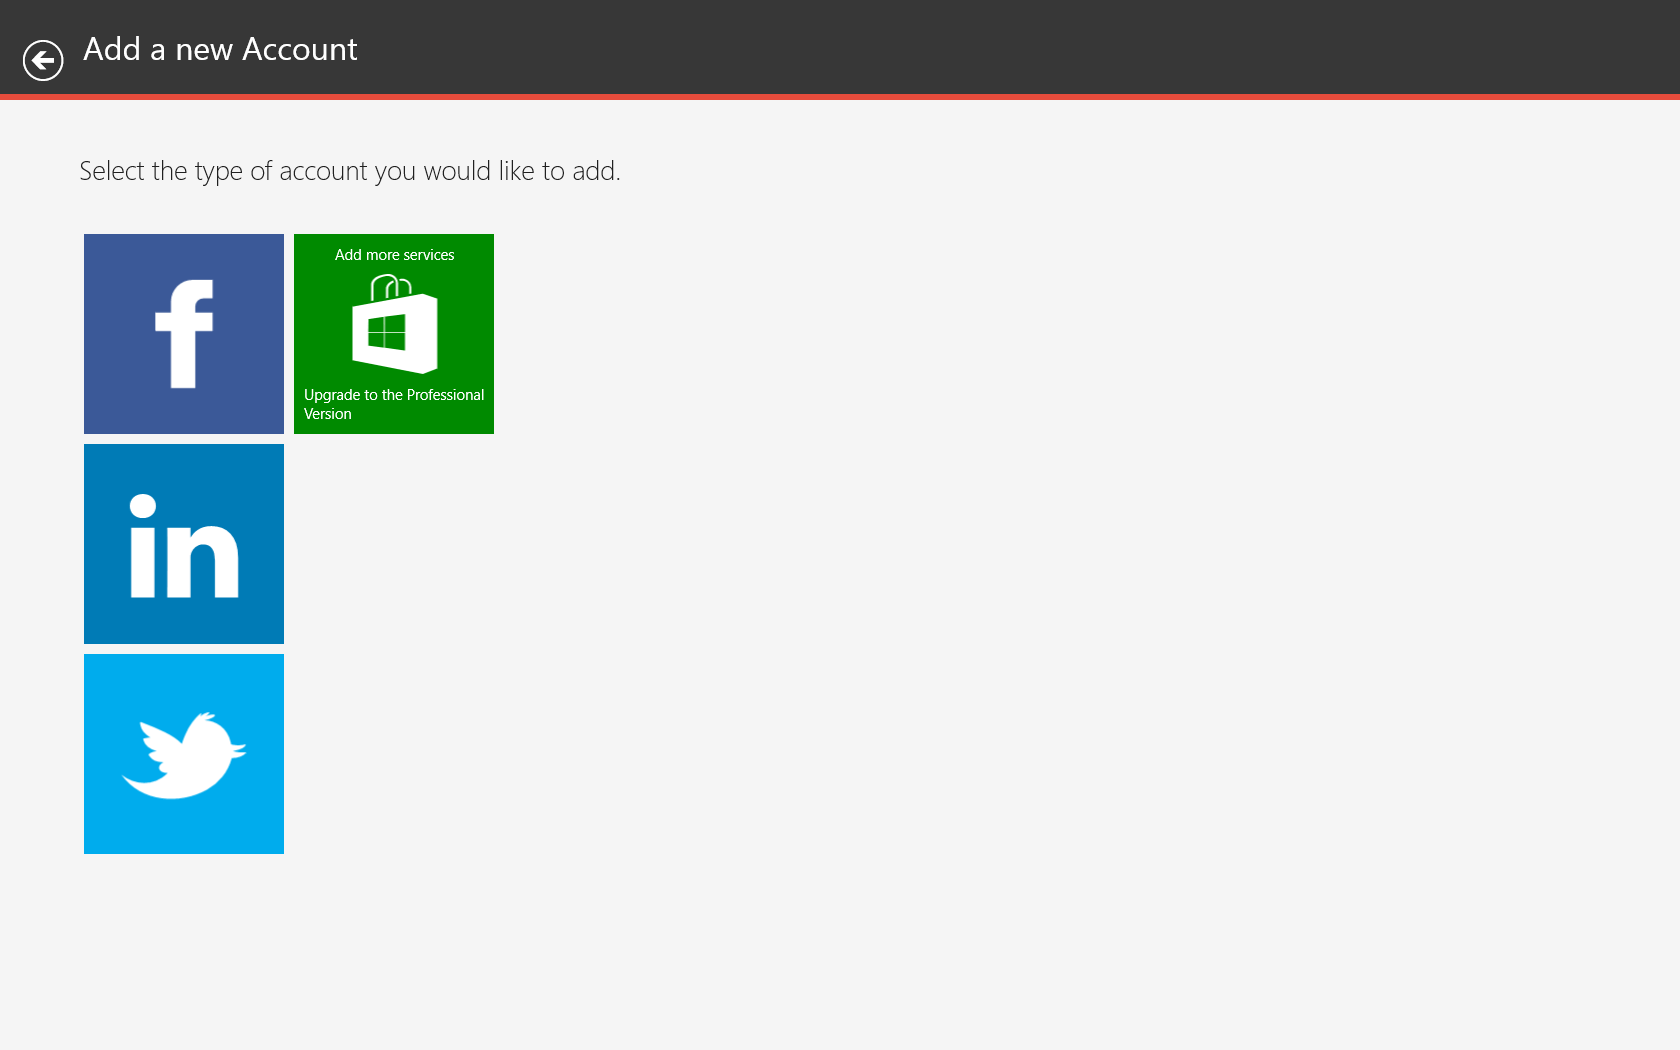 Add a new Account
Select the type of account you would like to add.
f
Add more services
Upgrade to the Professional
Version
in